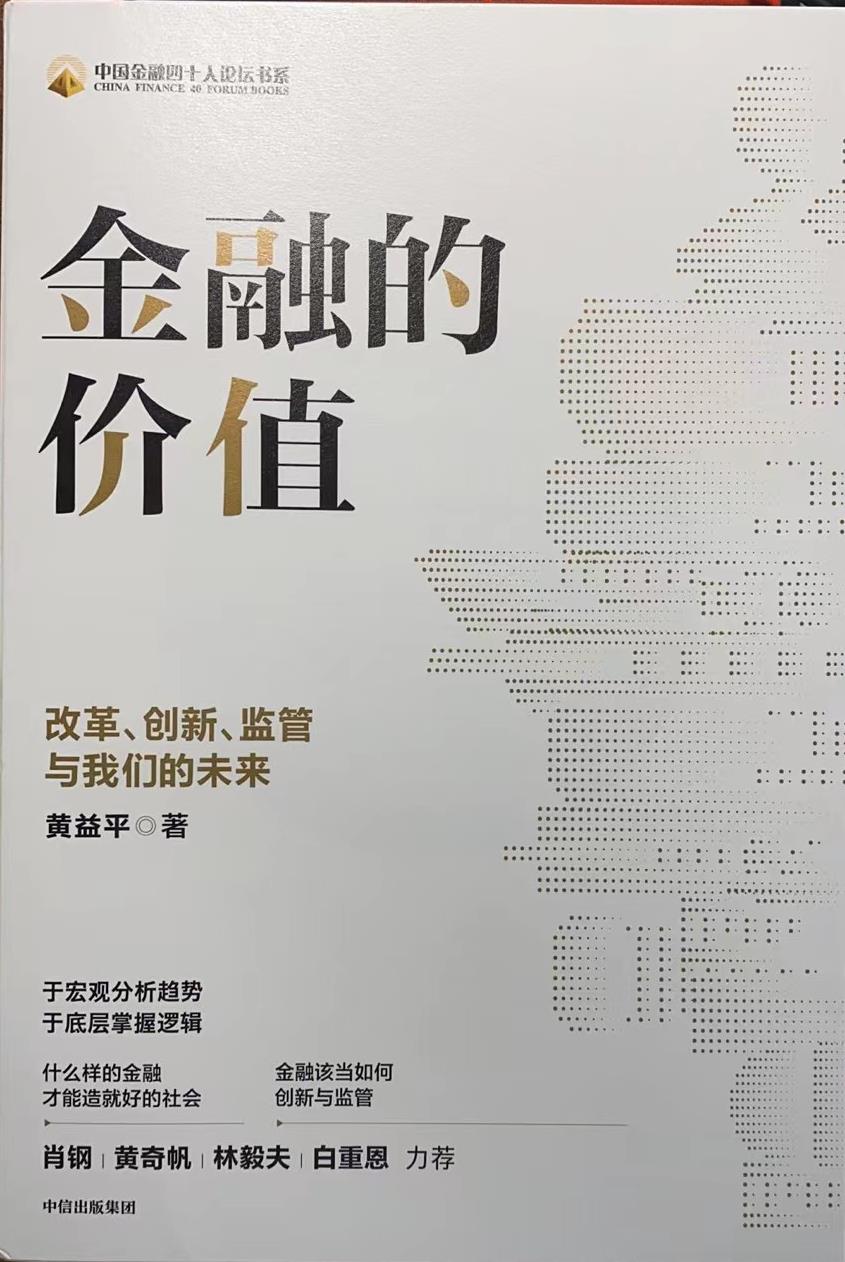 中国金融四十人论坛书系
CHINA FINANCE 40 FORUM BOOKS
金融的
价值
改革、创新、监管
与我们的未来
黄益平◎著
于宏观分析趋势
于底层掌握逻辑
什么样的金融
才能造就好的社会
金融该当如何
创新与监管
肖钢 | 黄奇帆 | 林毅夫 | 白重恩 力荐
中信出版集团